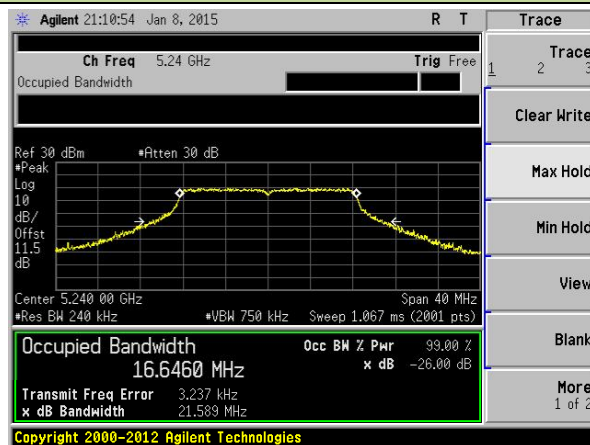 Agilent 21:10:54 Jan 8, 2015 R T
Trace
Ch Freq 5.24 GHz Trig Free
Occupied Bandwidth
Trace
1 2 3
Clear Write
Max Hold
Min Hold
View
Blank
More
1 of 2
Ref 30 dBm #Atten 30 dB
#Peak
Log
10
dB/
Offst
11.5
dB
Center 5.240 00 GHz Span 40 MHz
#Res BW 240 kHz #VBW 750 kHz Sweep 1.067 ms (2001 pts)
Occupied Bandwidth
16.6460 MHz
Occ BW % Pwr 99.00 %
x dB -26.00 dB
Transmit Freq Error 3.237 kHz
x dB Bandwidth 21.589 MHz
Copyright 2000-2012 Agilent Technologies